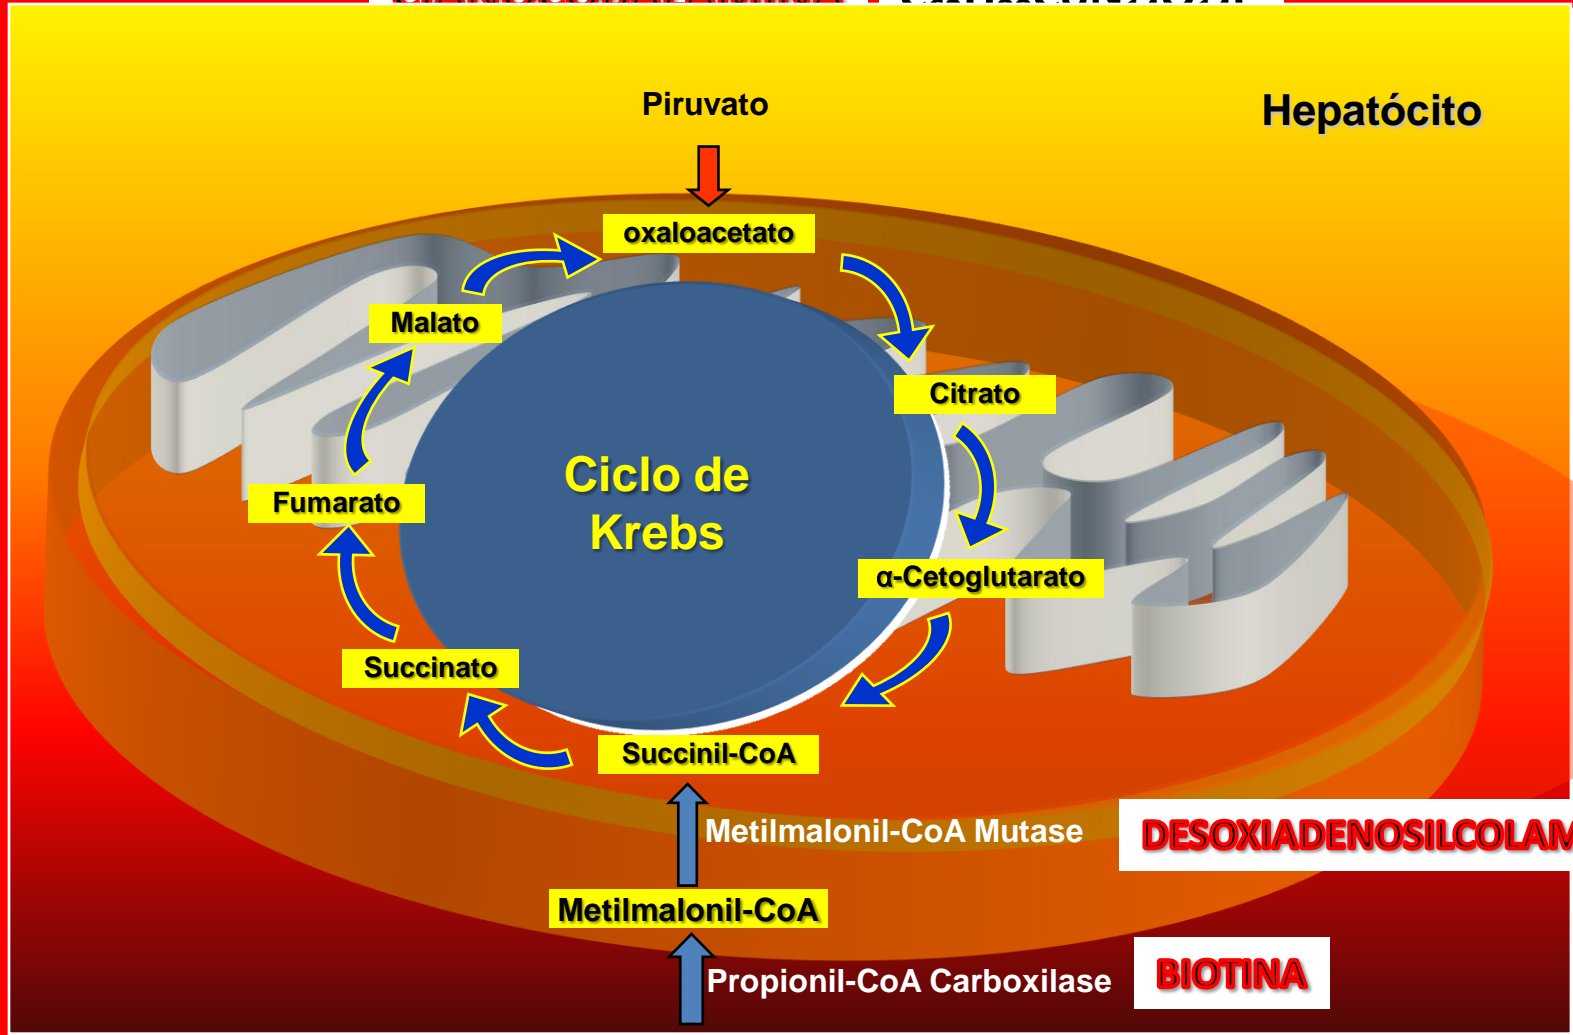 Piruvato
Hepatócito
oxaloacetato
Malato
Citrato
Ciclo de
Krebs
Fumarato
α-Cetoglutarato
Succinato
Succinil-CoA
Metilmalonil-CoA Mutase
DESOXIADENOSILCOLAM
Metilmalonil-CoA
Propionil-CoA Carboxilase
BIOTINA